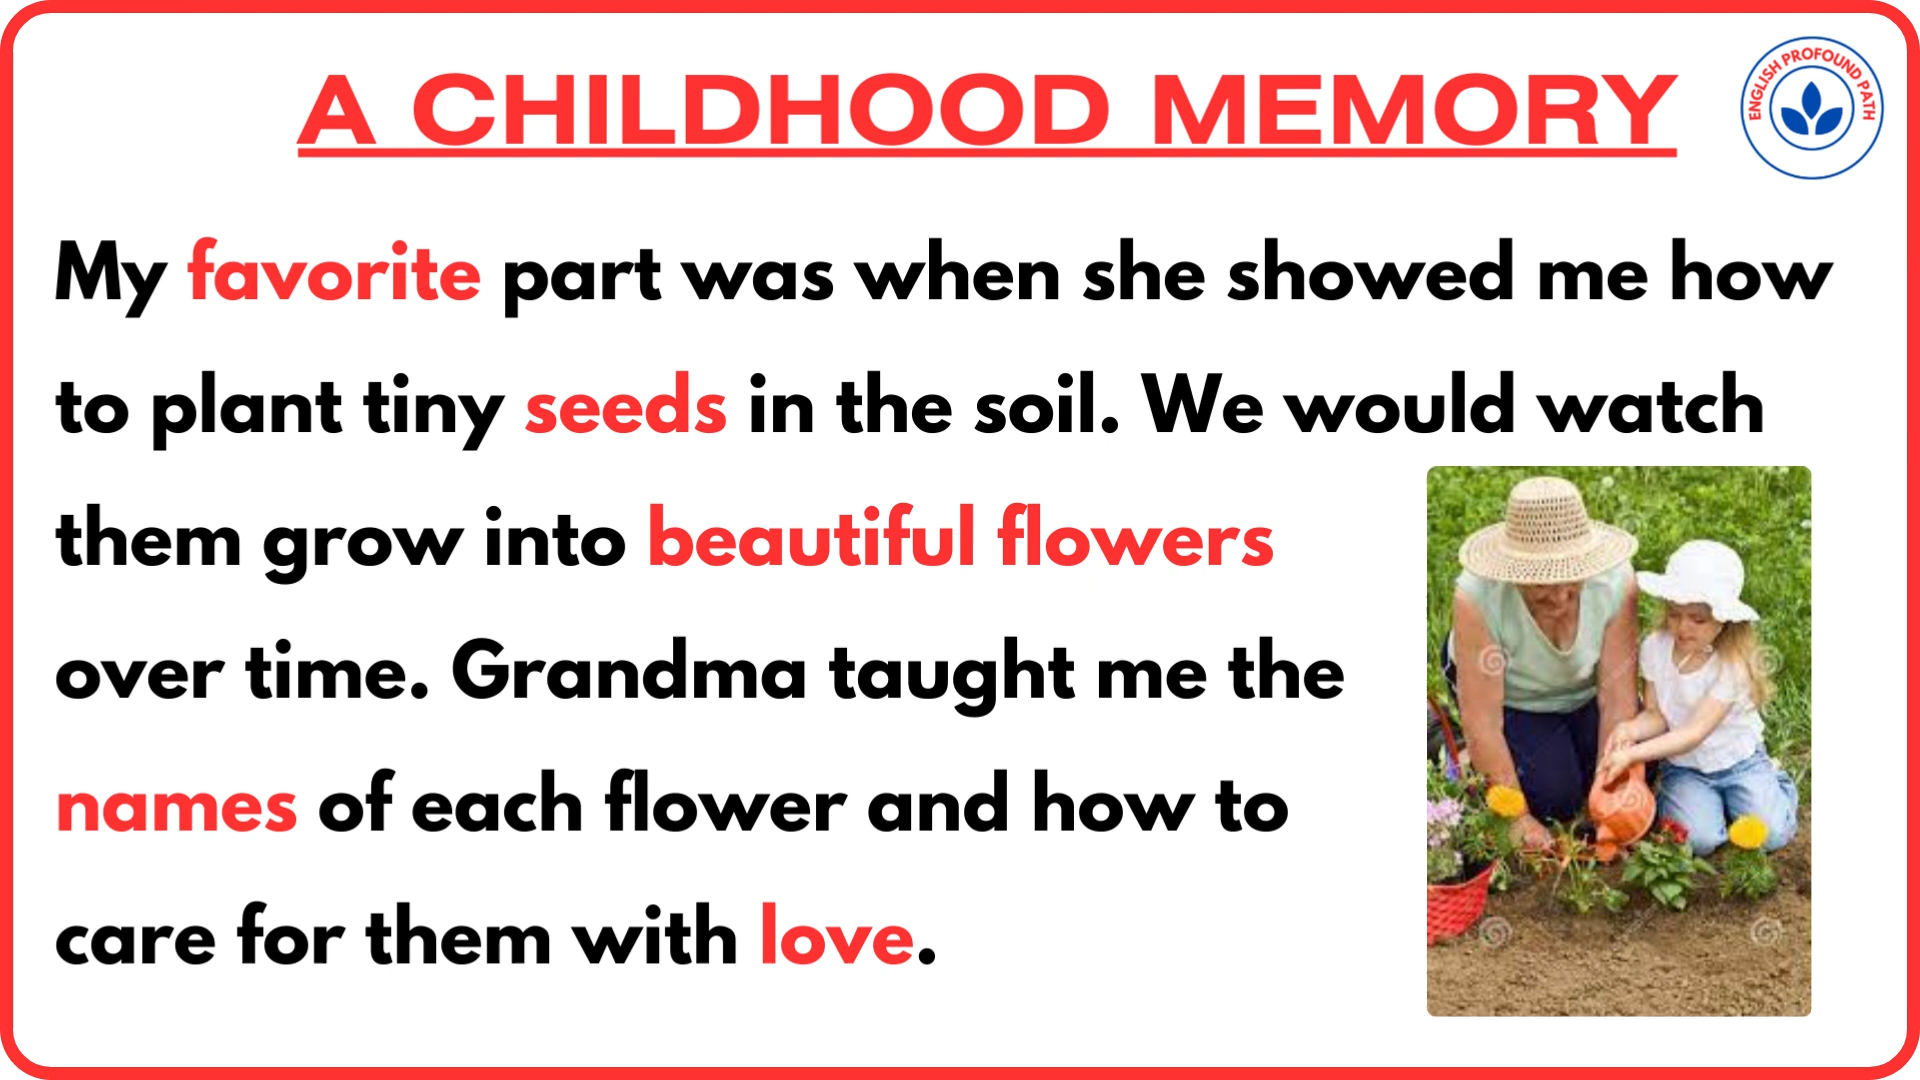 A CHILDHOOD MEMORY
ENGLISH PROFOUND PATH
My favorite part was when she showed me how
to plant tiny seeds in the soil. We would watch
them grow into beautiful flowers
over time. Grandma taught me the
names of each flower and how to
care for them with love.